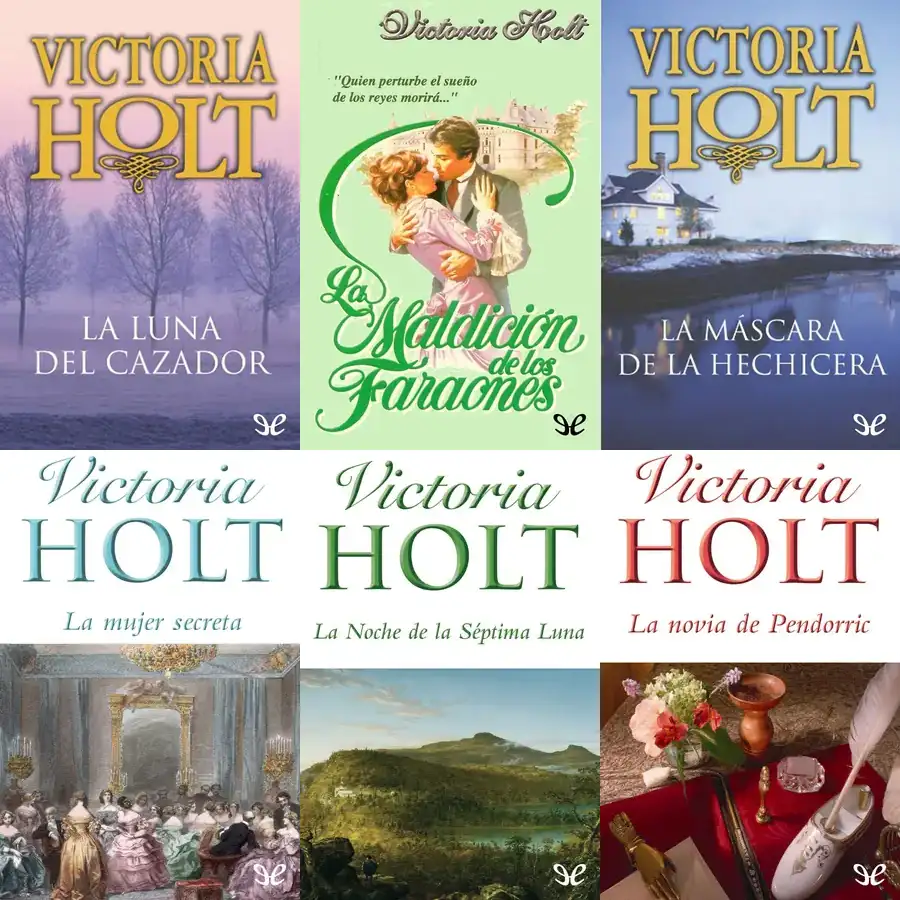 VICTORIA
HOLT
LA LUNA
DEL CAZADOR
Victoria Holt
"Quien perturbe el sueño
de los reyes morirá..."
La
Maldición
de los
Faraones
VICTORIA
HOLT
LA MÁSCARA
DE LA HECHICERA
Victoria
HOLT
La mujer secreta
Victoria
HOLT
La Noche de la Séptima Luna
Victoria
HOLT
La novia de Pendorric